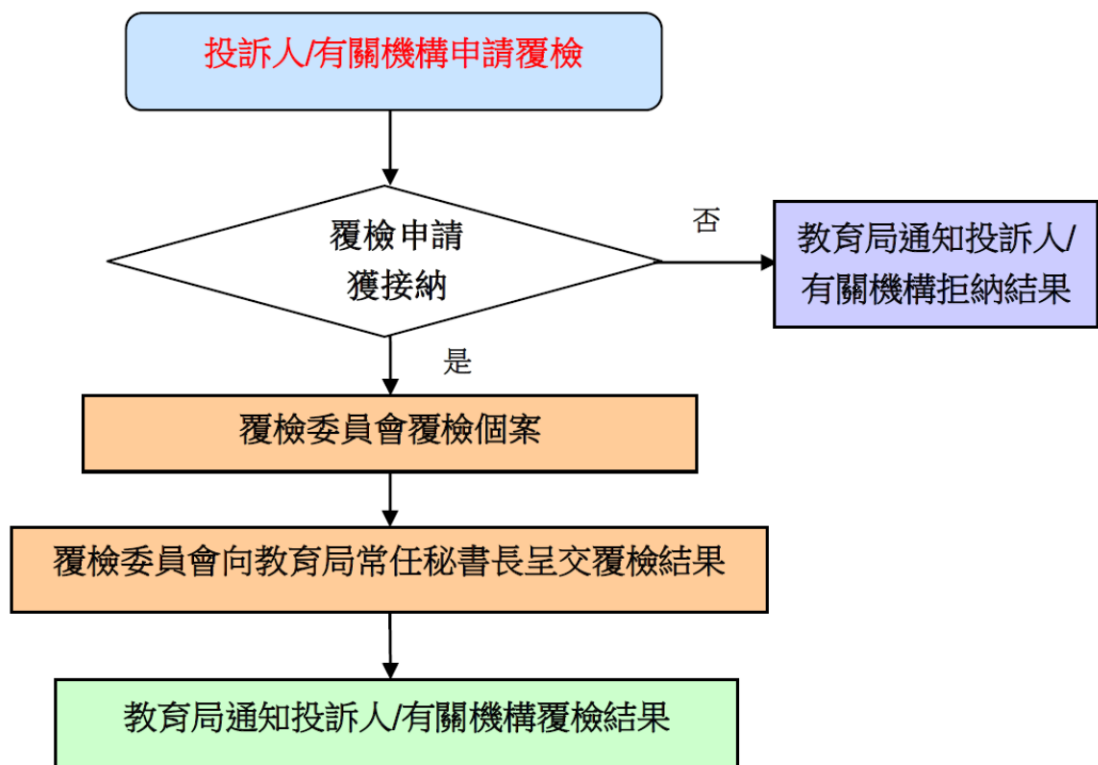 投訴人/有關機構申請覆檢
覆檢申請
獲接納
否
教育局通知投訴人/
有關機構拒納結果
是
覆檢委員會覆檢個案
覆檢委員會向教育局常任秘書長呈交覆檢結果
教育局通知投訴人/有關機構覆檢結果